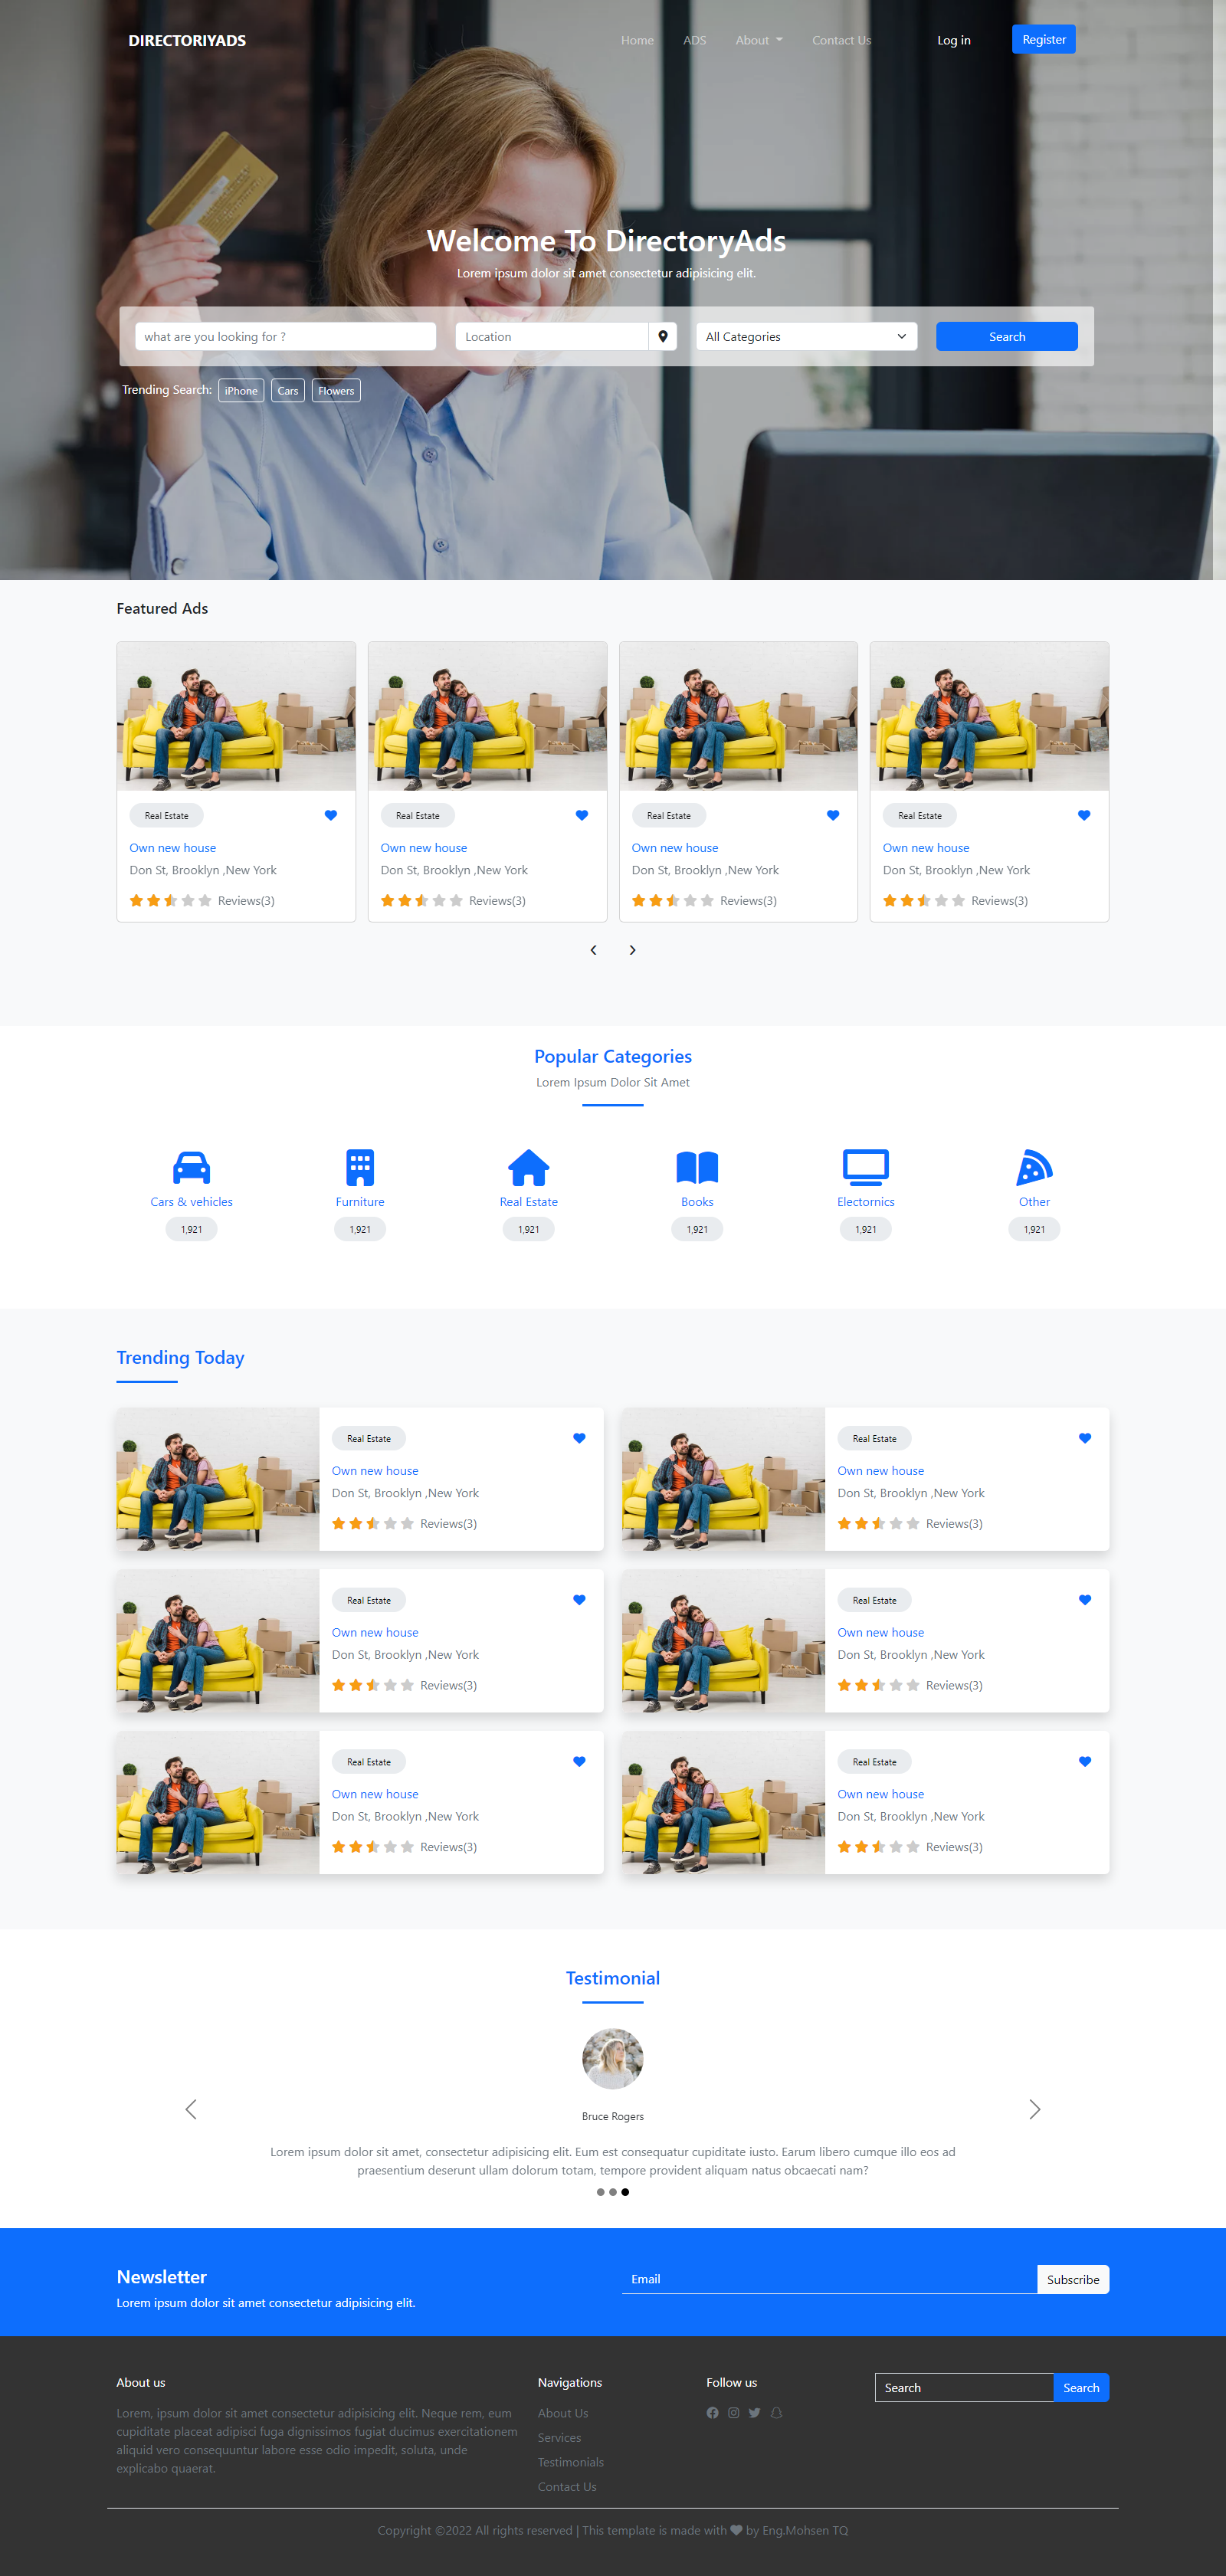 DIRECTORIYADS
Home ADS About Contact Us Log in Register
Welcome To DirectoryAds
Lorem ipsum dolor sit amet consectetur adipisicing elit.
what are you looking for ? Location All Categories Search
Trending Search: iPhone Cars Flowers
Featured Ads
Real Estate Real Estate Real Estate Real Estate
Own new house Own new house Own new house Own new house
Don St, Brooklyn ,New York Don St, Brooklyn ,New York Don St, Brooklyn ,New York Don St, Brooklyn ,New York
Reviews(3) Reviews(3) Reviews(3) Reviews(3)
Popular Categories
Lorem Ipsum Dolor Sit Amet
Cars & vehicles Furniture Real Estate Books Electornics Other
1,921 1,921 1,921 1,921 1,921 1,921
Trending Today
Real Estate Real Estate
Own new house Own new house
Don St, Brooklyn ,New York Don St, Brooklyn ,New York
Reviews(3) Reviews(3)
Real Estate Real Estate
Own new house Own new house
Don St, Brooklyn ,New York Don St, Brooklyn ,New York
Reviews(3) Reviews(3)
Real Estate Real Estate
Own new house Own new house
Don St, Brooklyn ,New York Don St, Brooklyn ,New York
Reviews(3) Reviews(3)
Testimonial
Bruce Rogers
Lorem ipsum dolor sit amet, consectetur adipisicing elit. Eum est consequatur cupiditate iusto. Earum libero cumque illo eos ad
praesentium deserunt ullam dolorum totam, tempore provident aliquam natus obcaecati nam?
Newsletter
Lorem ipsum dolor sit amet consectetur adipisicing elit.
Email Subscribe
About us
Lorem, ipsum dolor sit amet consectetur adipisicing elit. Neque rem, eum
cupiditate placeat adipisci fuga dignissimos fugiat ducimus exercitationem
aliquid vero consequuntur labore esse odio impedit, soluta, unde
explicabo quaerat.
Navigations
About Us
Services
Testimonials
Contact Us
Follow us
Search Search
Copyright ©2022 All rights reserved | This template is made with ❤ by Eng.Mohsen TQ